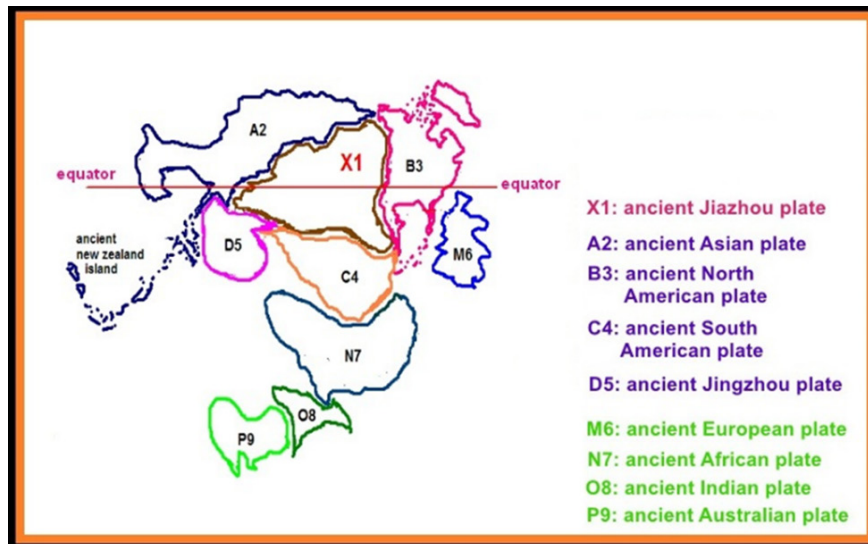 A2
X1
B3
equator
equator
ancient
new zealand
island
D5
M6
C4
N7
O8
P9
X1: ancient Jiazhou plate
A2: ancient Asian plate
B3: ancient North
American plate
C4: ancient South
American plate
D5: ancient Jingzhou plate
M6: ancient European plate
N7: ancient African plate
O8: ancient Indian plate
P9: ancient Australian plate